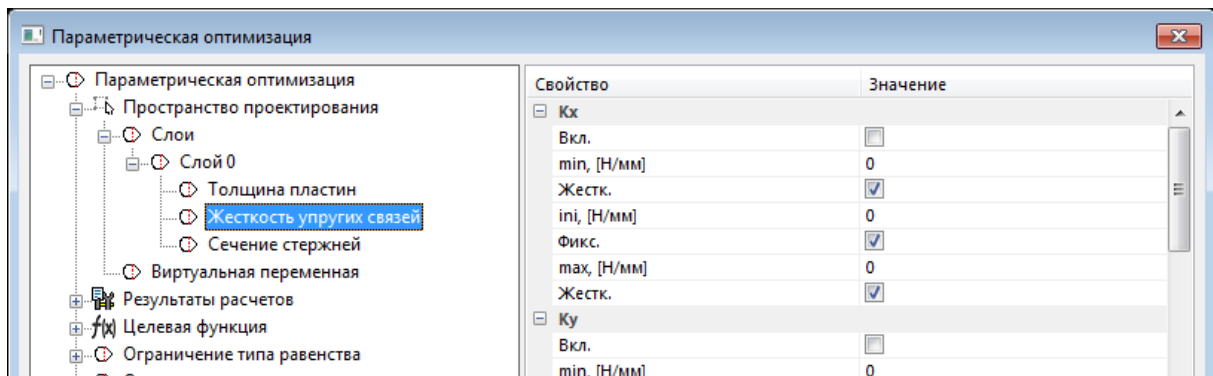 Параметрическая оптимизация
Параметрическая оптимизация
Пространство проектирования
Слои
Слой 0
Толщина пластин
Жесткость упругих связей
Сечение стержней
Виртуальная переменная
Результаты расчетов
f(x) Целевая функция
Ограничение типа равенства
Свойство Значение
Kx
Вкл.
min, [Н/мм] 0
Жестк.
ini, [Н/мм] 0
Фикс.
max, [Н/мм] 0
Жестк.
Ky
Вкл.
min, [Н/мм] 0